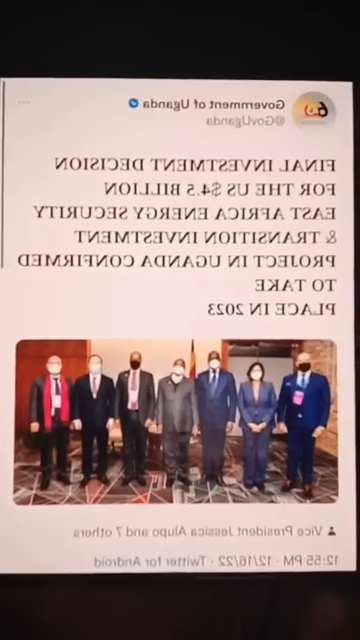 Government of Uganda
@GovUganda
FINAL INVESTMENT DECISION
FOR THE US $4.5 BILLION
EAST AFRICA ENERGY SECURITY
& TRANSITION INVESTMENT
PROJECT IN UGANDA CONFIRMED
TO TAKE
PLACE IN 2023
Vice President Jessica Alupo and 7 others
12:55 PM · 12/16/22 · Twitter for Android